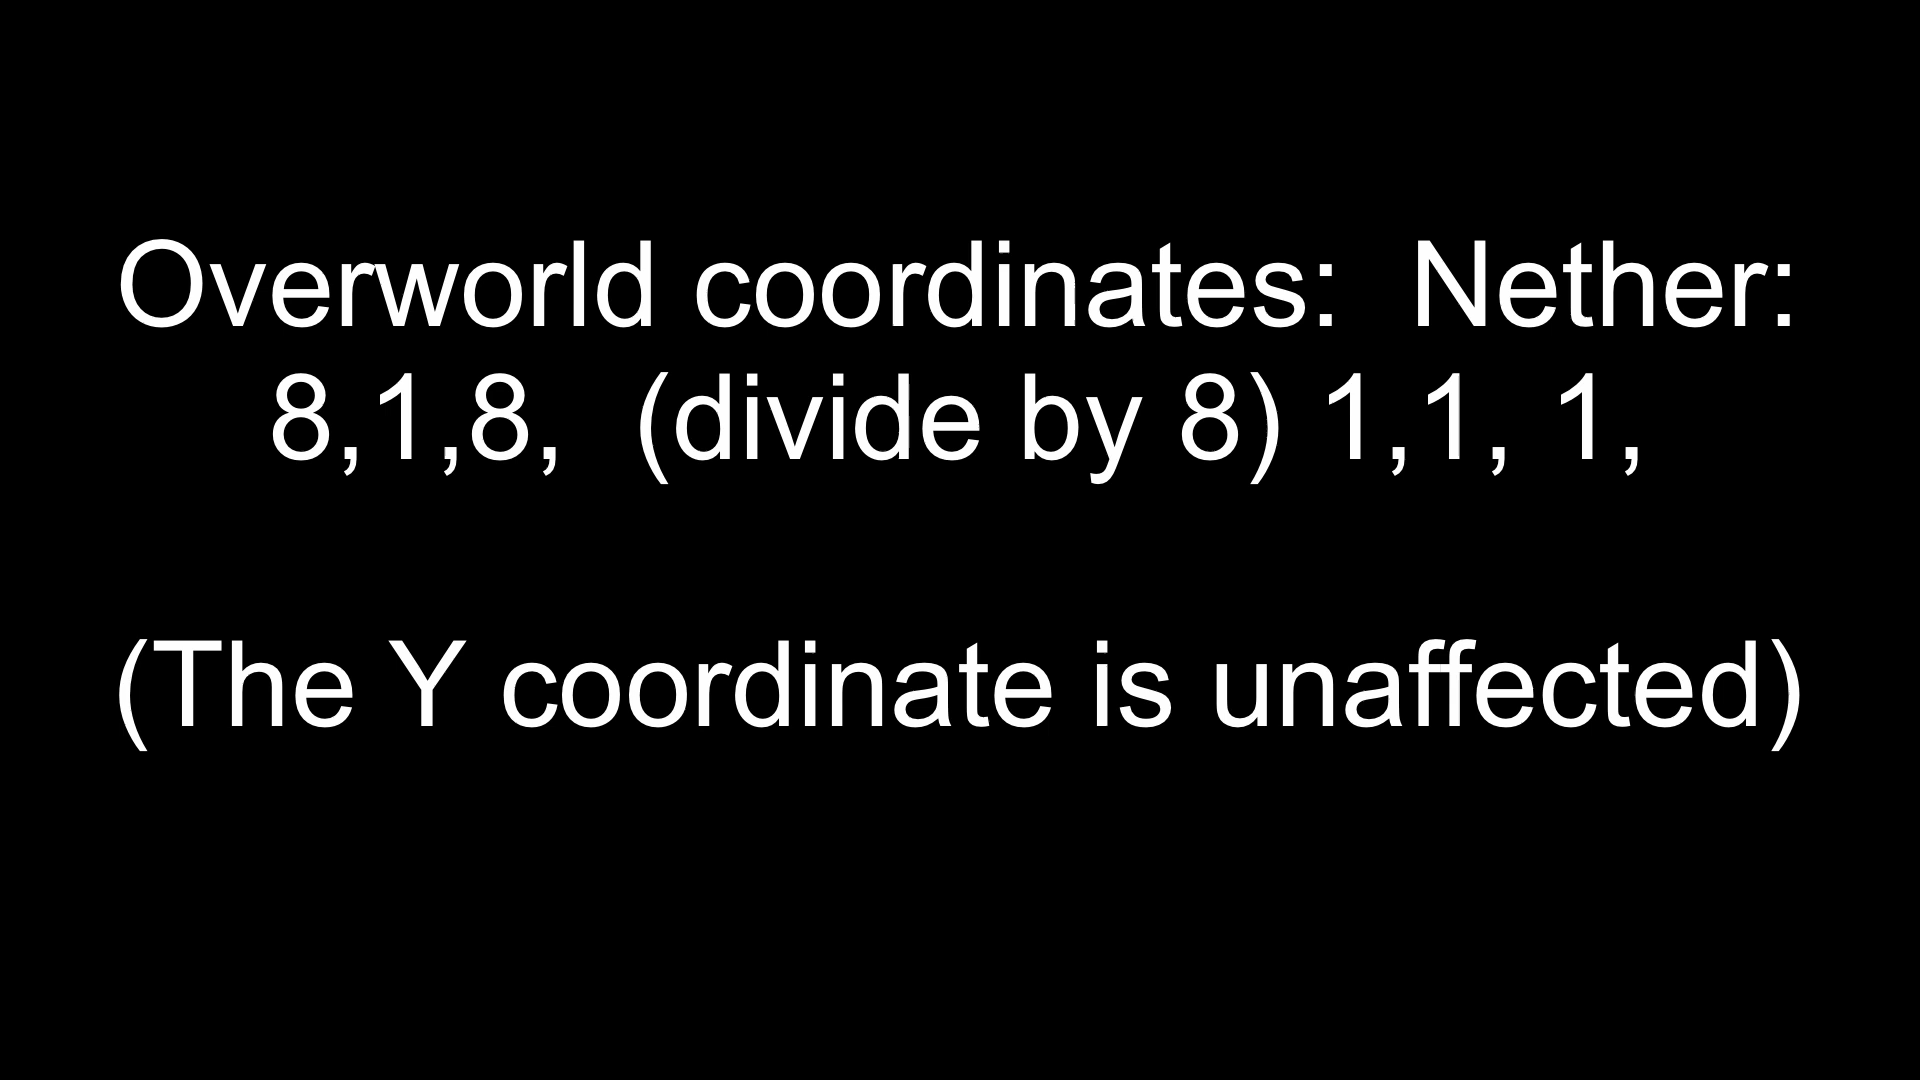 Overworld coordinates:  Nether:
8,1,8,  (divide by 8) 1,1, 1,
(The Y coordinate is unaffected)